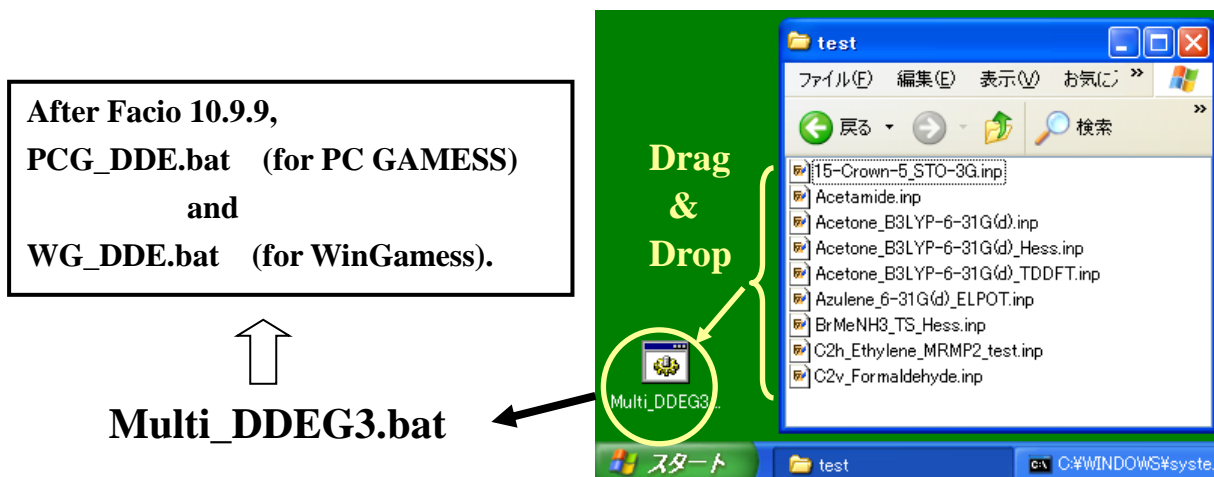 After Facio 10.9.9,
PCG_DDE.bat (for PC GAMESS)
and
WG_DDE.bat (for WinGamess).
Multi_DDEG3.bat
Drag
&
Drop
Multi_DDEG3...
test
ファイル(F) 編集(E) 表示(V) お気に »
戻る 検索 »
15-Crown-5_STO-3G.inp
Acetamide.inp
Acetone_B3LYP-6-31G(d).inp
Acetone_B3LYP-6-31G(d)_Hess.inp
Acetone_B3LYP-6-31G(d)_TDDFT.inp
Azulene_6-31G(d)_ELPOT.inp
BrMeNH3_TS_Hess.inp
C2h_Ethylene_MRMP2_test.inp
C2v_Formaldehyde.inp
スタート test C:¥WINDOWS¥syste